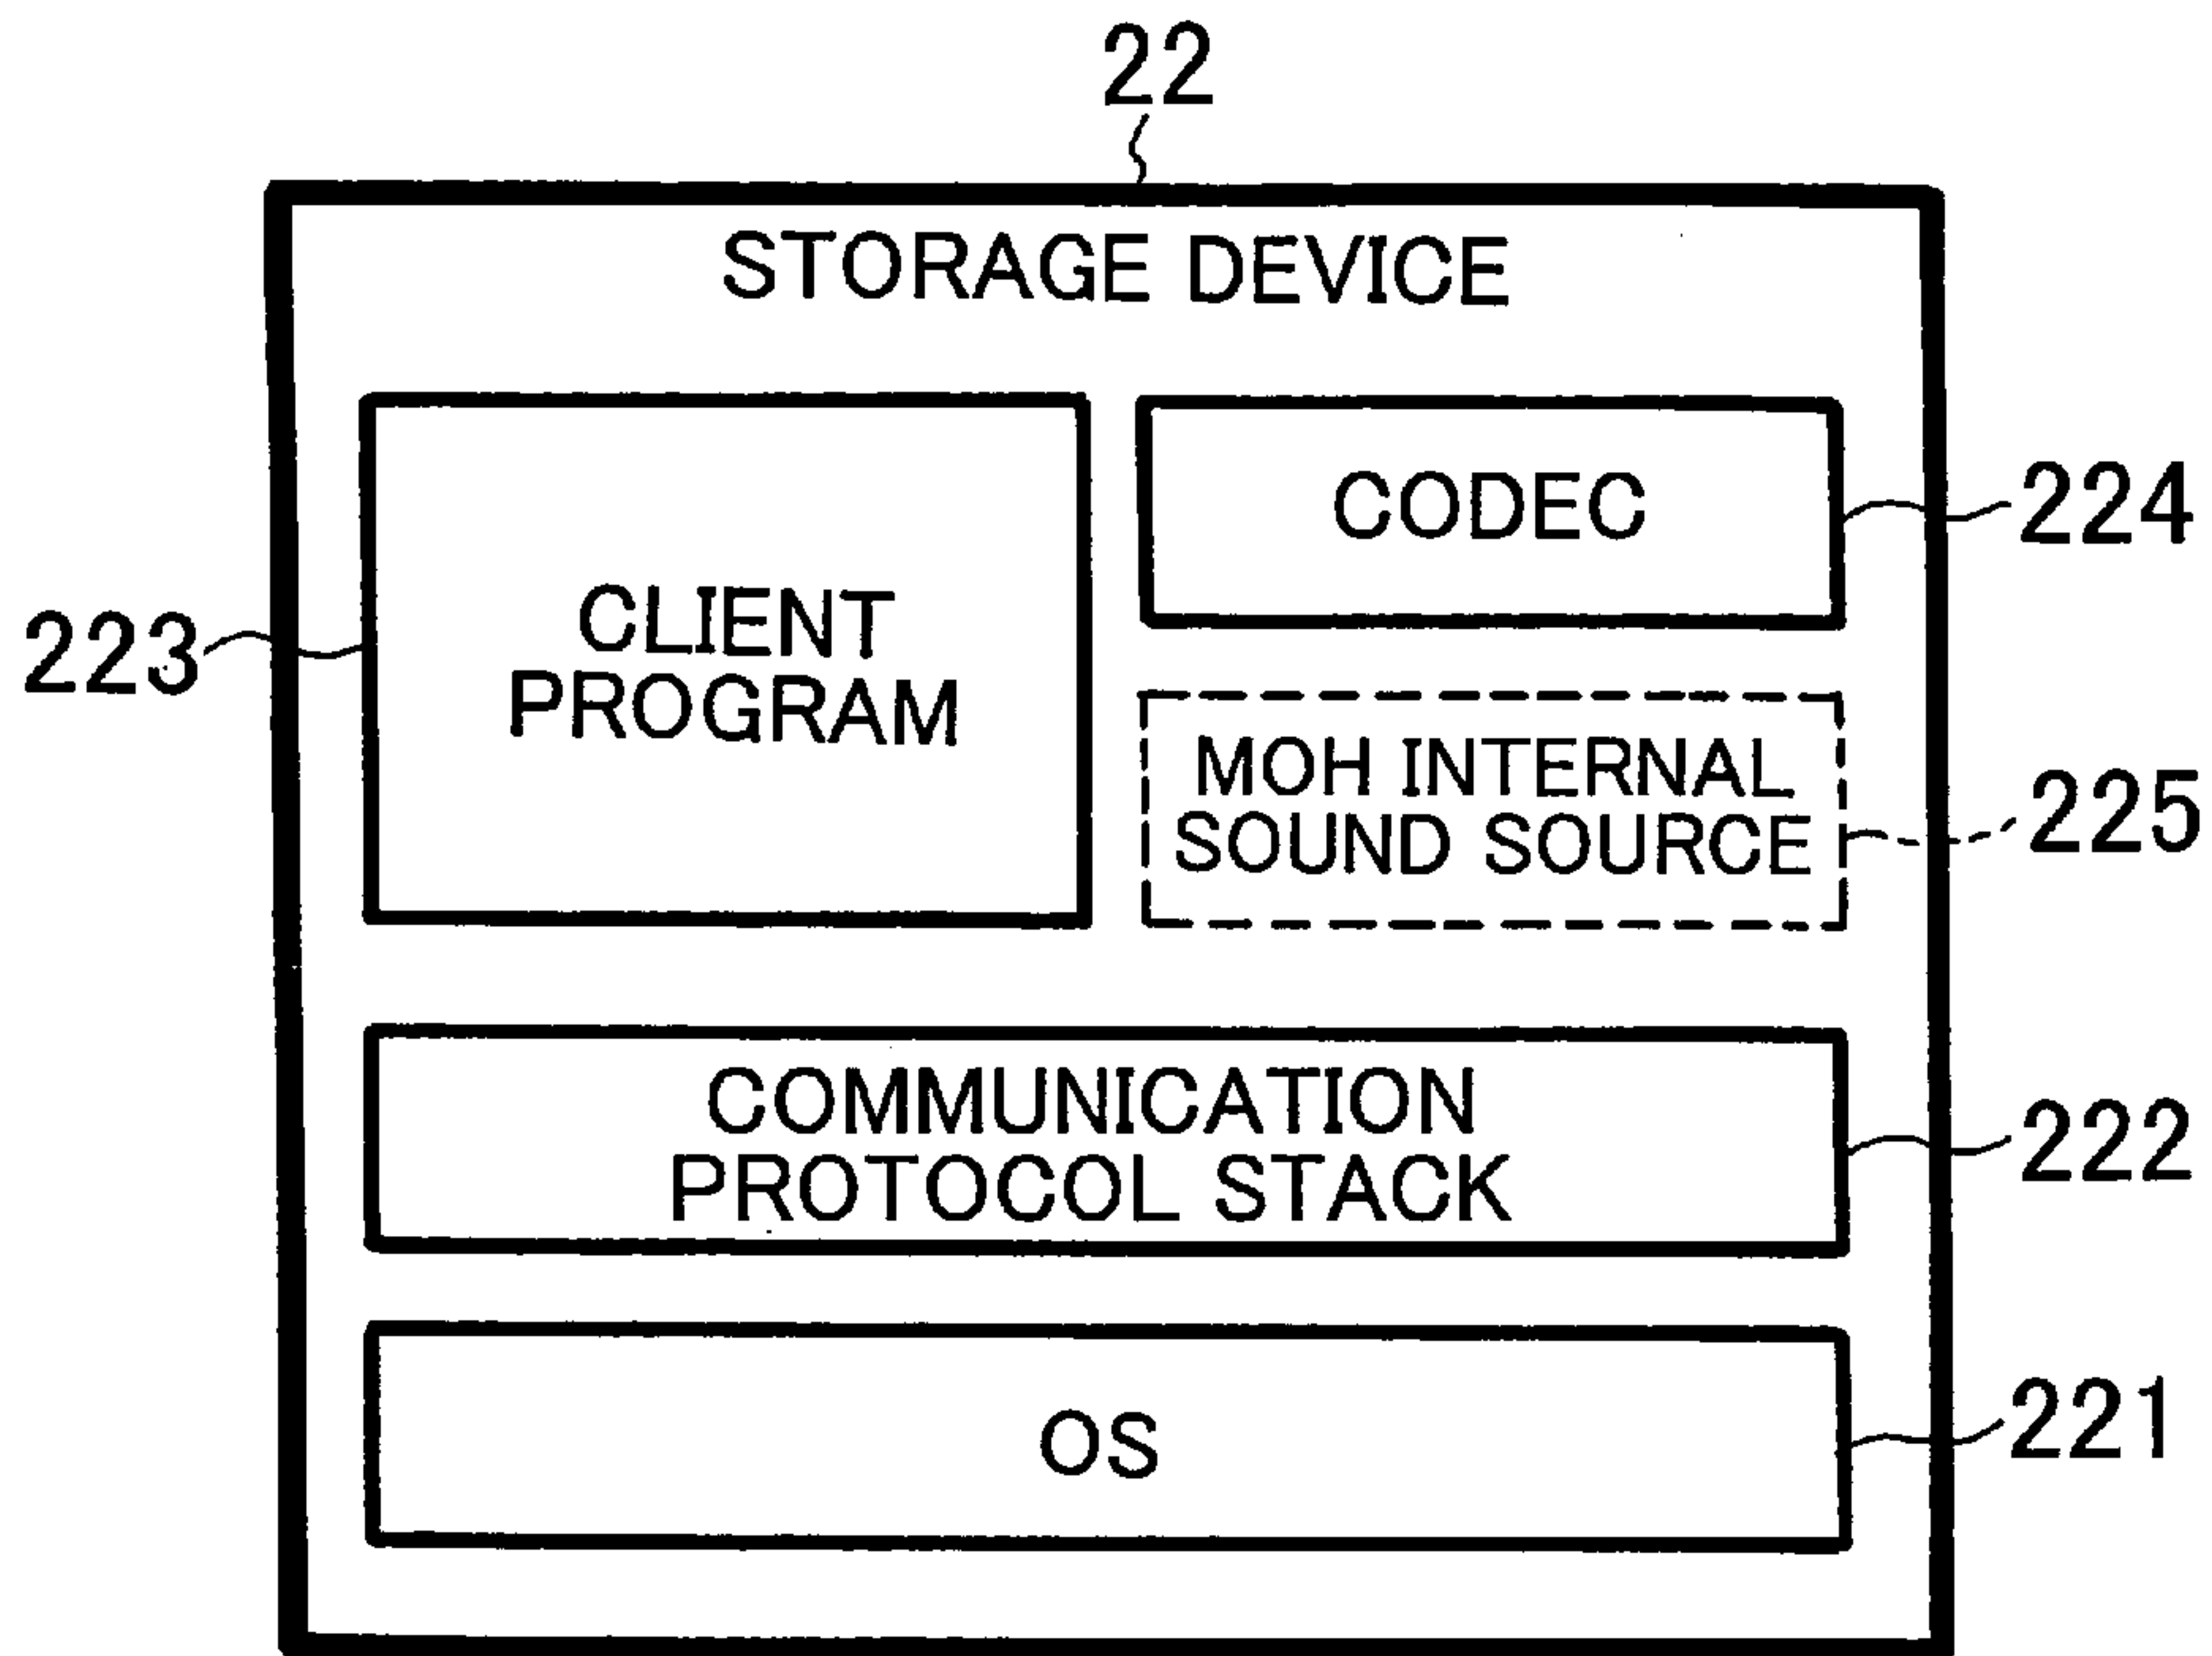 22
STORAGE DEVICE
CODEC
224
223
CLIENT
PROGRAM
MOH INTERNAL
SOUND SOURCE
225
COMMUNICATION
PROTOCOL STACK
222
OS
221